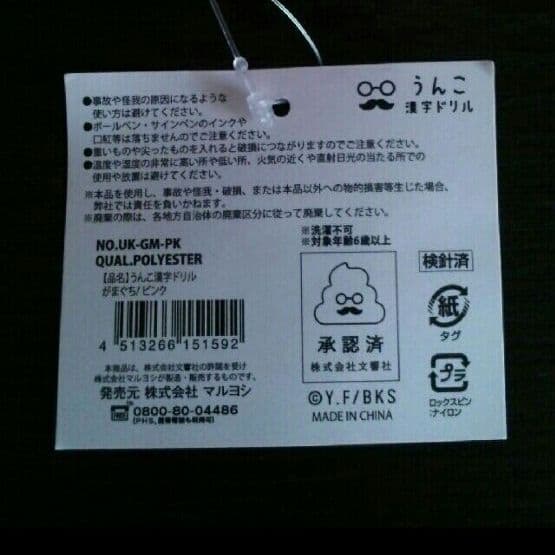 うんこ
漢字ドリル
●事故や怪我の原因になるような
使い方は避けてください。
●ボールペン・サインペンのインクや
口紅等は落ちませんのでご注意ください。
●重いものや尖ったものを入れると破損につながりますのでご注意ください。
●温度や湿度の非常に高い所や低い所、火気の近くや直射日光の当たる所での
使用や放置は避けてください。
※本品を使用し、事故や怪我・破損、または本品以外への物的損害等生じた場合、
弊社では責任を負いかねます。
※廃棄の際は、各地方自治体の廃棄区分に従って廃棄してください。
NO.UK-GM-PK
QUAL.POLYESTER
【品名】うんこ漢字ドリル
がまぐち/ピンク
4 513266 151592
本商品は、株式会社文響社の許諾を受け
株式会社マルヨシが製造・販売するものです。
発売元 株式会社 マルヨシ
0800-80-04486
(PHS、携帯電話も利用可)
※洗濯不可
※対象年齢6歳以上
承認済
株式会社文響社
©Y.F/BKS
MADE IN CHINA
検針済
紙
タグ
プラ
ロックスピン
:ナイロン